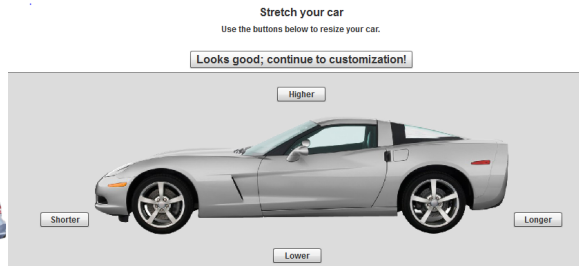 Stretch your car
Use the buttons below to resize your car.
Looks good; continue to customization!
Higher
Shorter
Longer
Lower